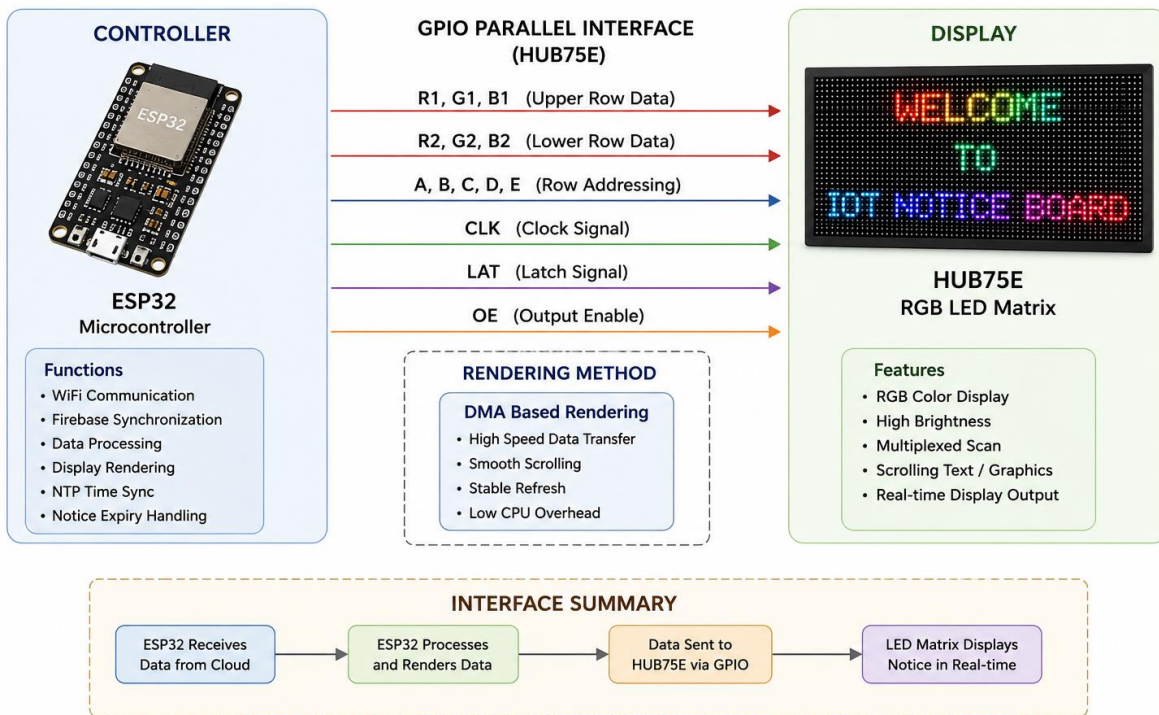 CONTROLLER
ESP32
ESP32
Microcontroller
Functions
• WiFi Communication
• Firebase Synchronization
• Data Processing
• Display Rendering
• NTP Time Sync
• Notice Expiry Handling
GPIO PARALLEL INTERFACE
(HUB75E)
R1, G1, B1 (Upper Row Data)
R2, G2, B2 (Lower Row Data)
A, B, C, D, E (Row Addressing)
CLK (Clock Signal)
LAT (Latch Signal)
OE (Output Enable)
RENDERING METHOD
DMA Based Rendering
• High Speed Data Transfer
• Smooth Scrolling
• Stable Refresh
• Low CPU Overhead
DISPLAY
WELCOME
TO
IOT NOTICE BOARD
HUB75E
RGB LED Matrix
Features
• RGB Color Display
• High Brightness
• Multiplexed Scan
• Scrolling Text / Graphics
• Real-time Display Output
INTERFACE SUMMARY
ESP32 Receives
Data from Cloud
ESP32 Processes
and Renders Data
Data Sent to
HUB75E via GPIO
LED Matrix Displays
Notice in Real-time